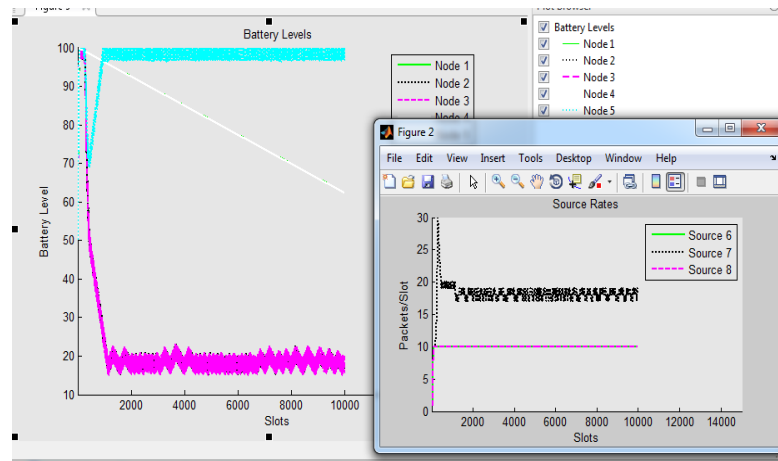 Battery Levels
100
90
80
70
60
50
40
30
20
10
Battery Level
2000 4000 6000 8000 10000
Slots
Node 1
Node 2
Node 3
Battery Levels
Node 1
Node 2
Node 3
Node 4
Node 5
Figure 2
File Edit View Insert Tools Desktop Window Help
Source Rates
30
25
20
15
10
5
0
Packets/Slot
2000 4000 6000 8000 10000 12000 14000
Slots
Source 6
Source 7
Source 8